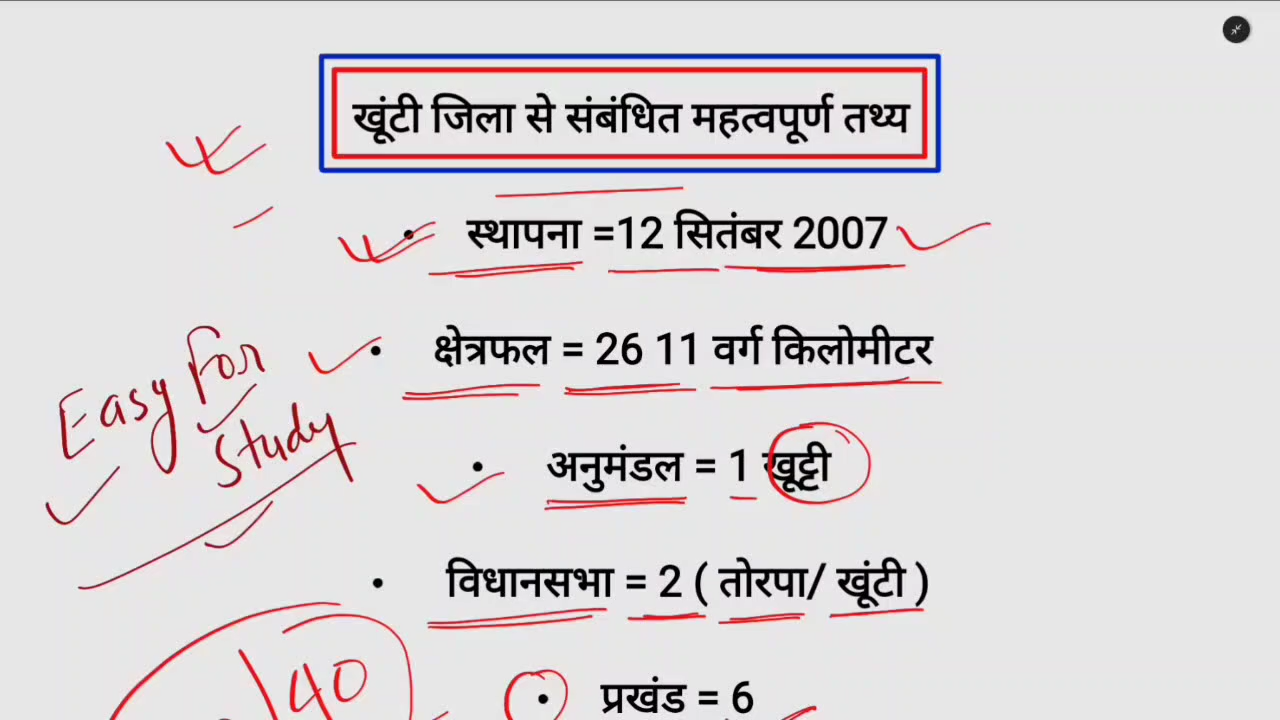 खूंटी जिला से संबंधित महत्वपूर्ण तथ्य
• स्थापना =12 सितंबर 2007
• क्षेत्रफल = 26 11 वर्ग किलोमीटर
Easy For
Study
• अनुमंडल = 1 खूट्टी
• विधानसभा = 2 ( तोरपा/ खूंटी )
140
• प्रखंड = 6